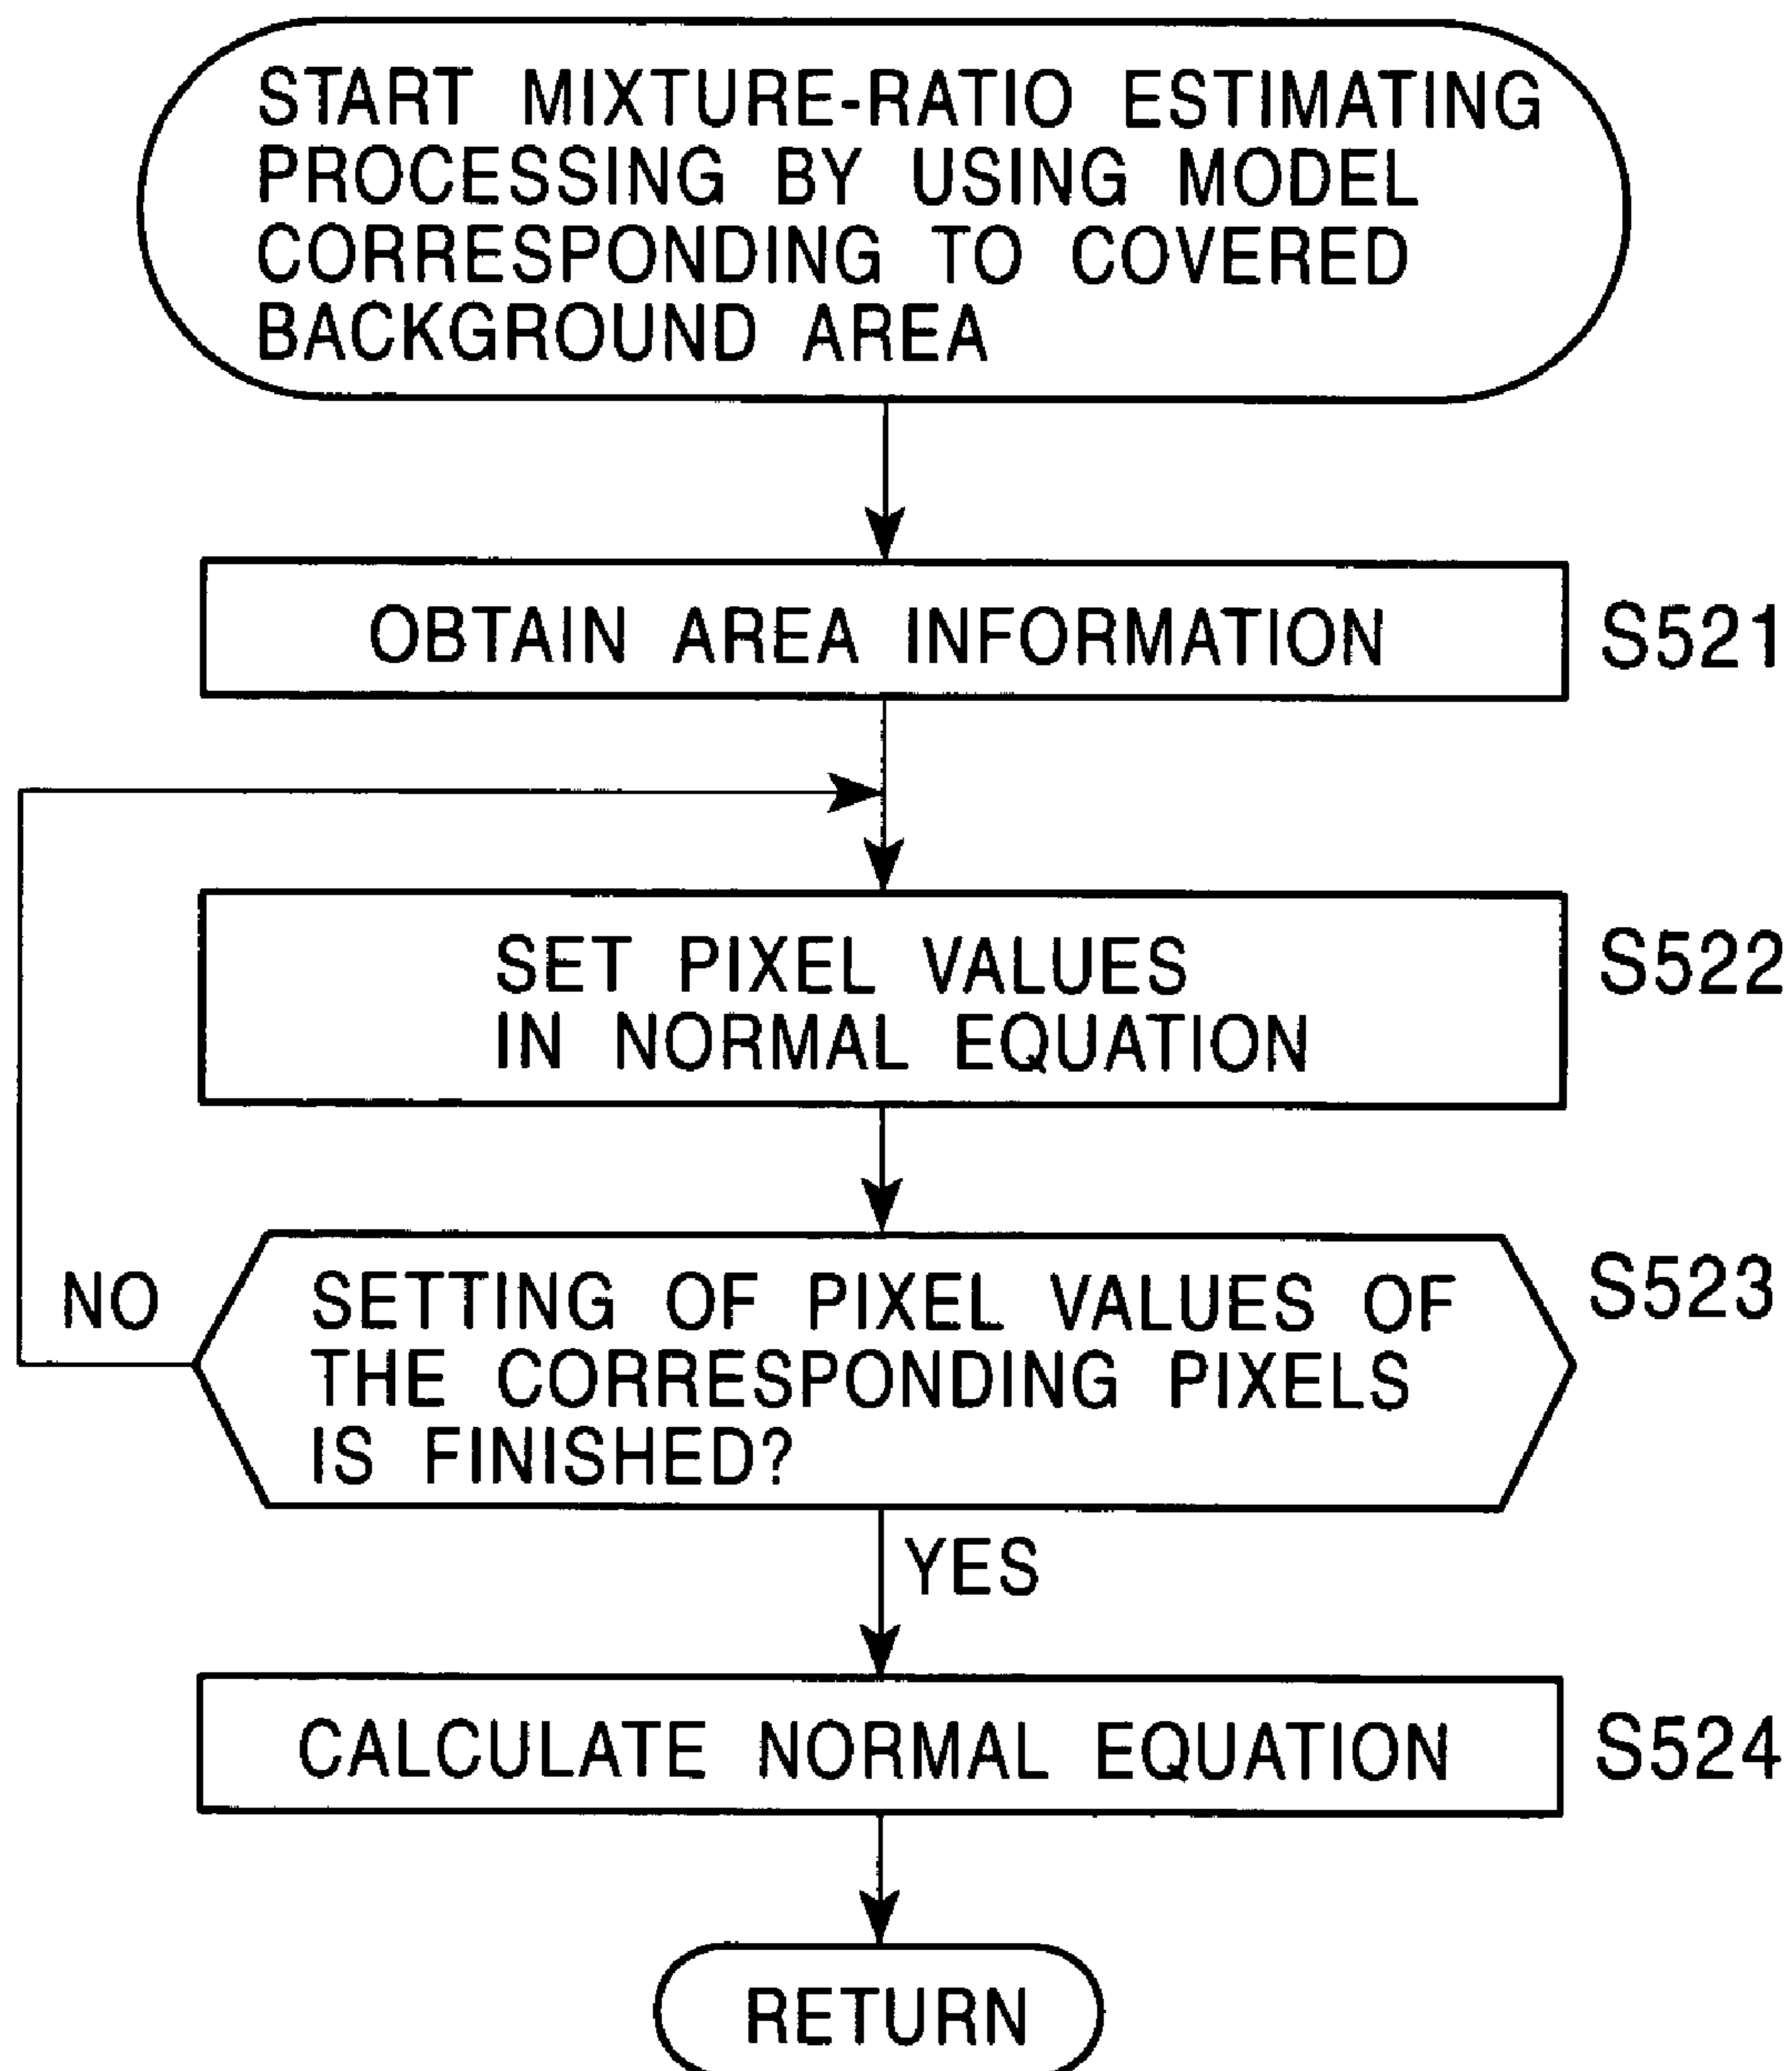 START MIXTURE-RATIO ESTIMATING
PROCESSING BY USING MODEL
CORRESPONDING TO COVERED
BACKGROUND AREA
OBTAIN AREA INFORMATION
S521
SET PIXEL VALUES
IN NORMAL EQUATION
S522
NO
SETTING OF PIXEL VALUES OF
THE CORRESPONDING PIXELS
IS FINISHED?
S523
YES
CALCULATE NORMAL EQUATION
S524
RETURN